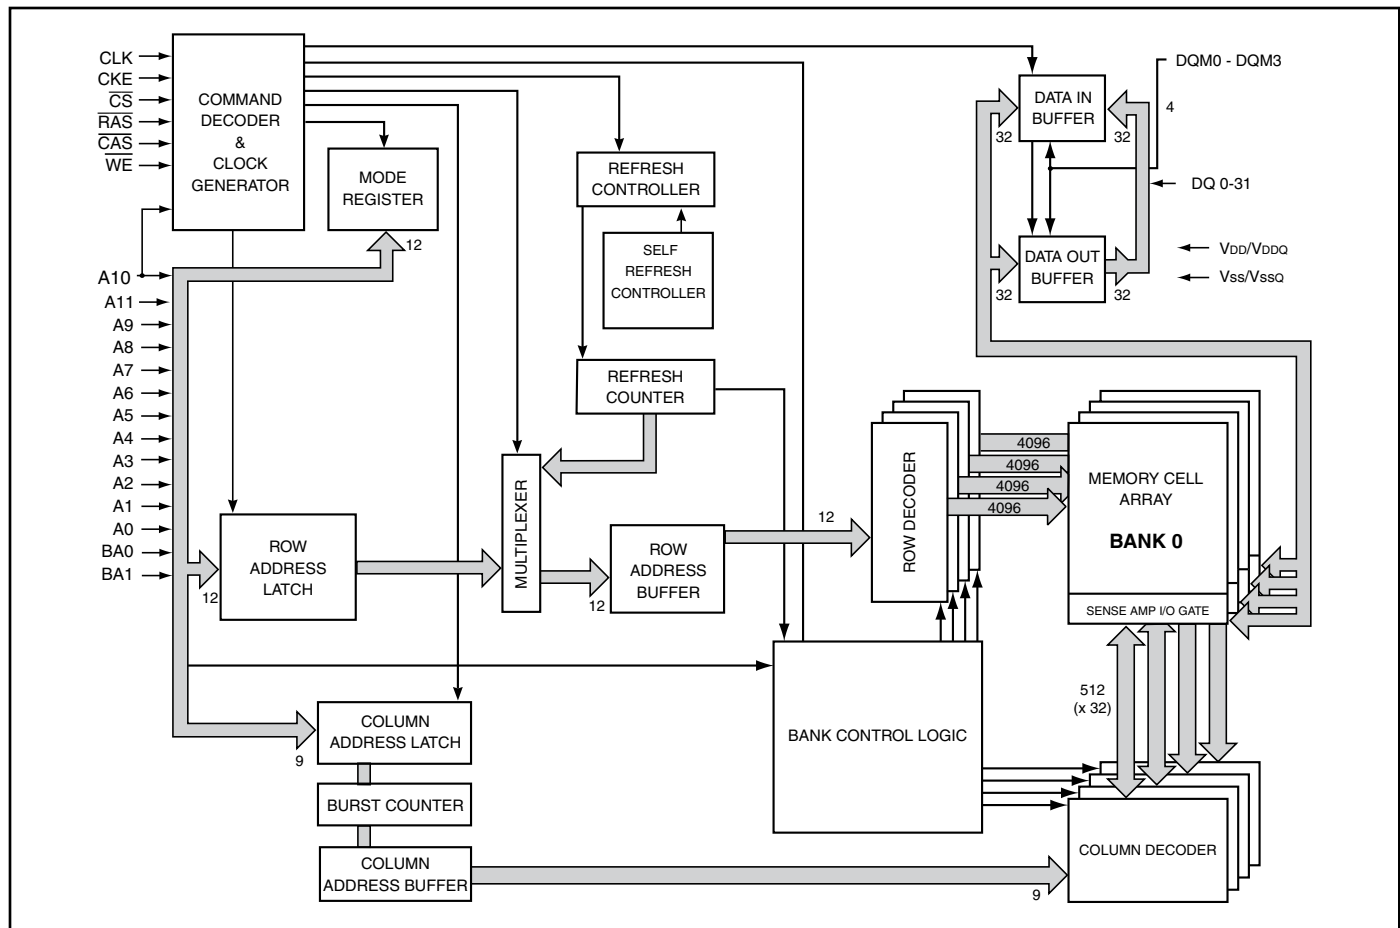 CLK
CKE
CS
RAS
CAS
WE
A10
A11
A9
A8
A7
A6
A5
A4
A3
A2
A1
A0
BA0
BA1
COMMAND
DECODER
&
CLOCK
GENERATOR
MODE
REGISTER
12
REFRESH
CONTROLLER
SELF
REFRESH
CONTROLLER
REFRESH
COUNTER
DATA IN
BUFFER
32
32
DQM0 - DQM3
4
DQ 0-31
VDD/VDDQ
VSS/VSSQ
DATA OUT
BUFFER
32
32
12
ROW
ADDRESS
LATCH
MULTIPLEXER
12
ROW
ADDRESS
BUFFER
12
ROW DECODER
4096
4096
4096
4096
MEMORY CELL
ARRAY
BANK 0
SENSE AMP I/O GATE
512
(x 32)
BANK CONTROL LOGIC
9
COLUMN
ADDRESS LATCH
BURST COUNTER
COLUMN
ADDRESS BUFFER
9
COLUMN DECODER